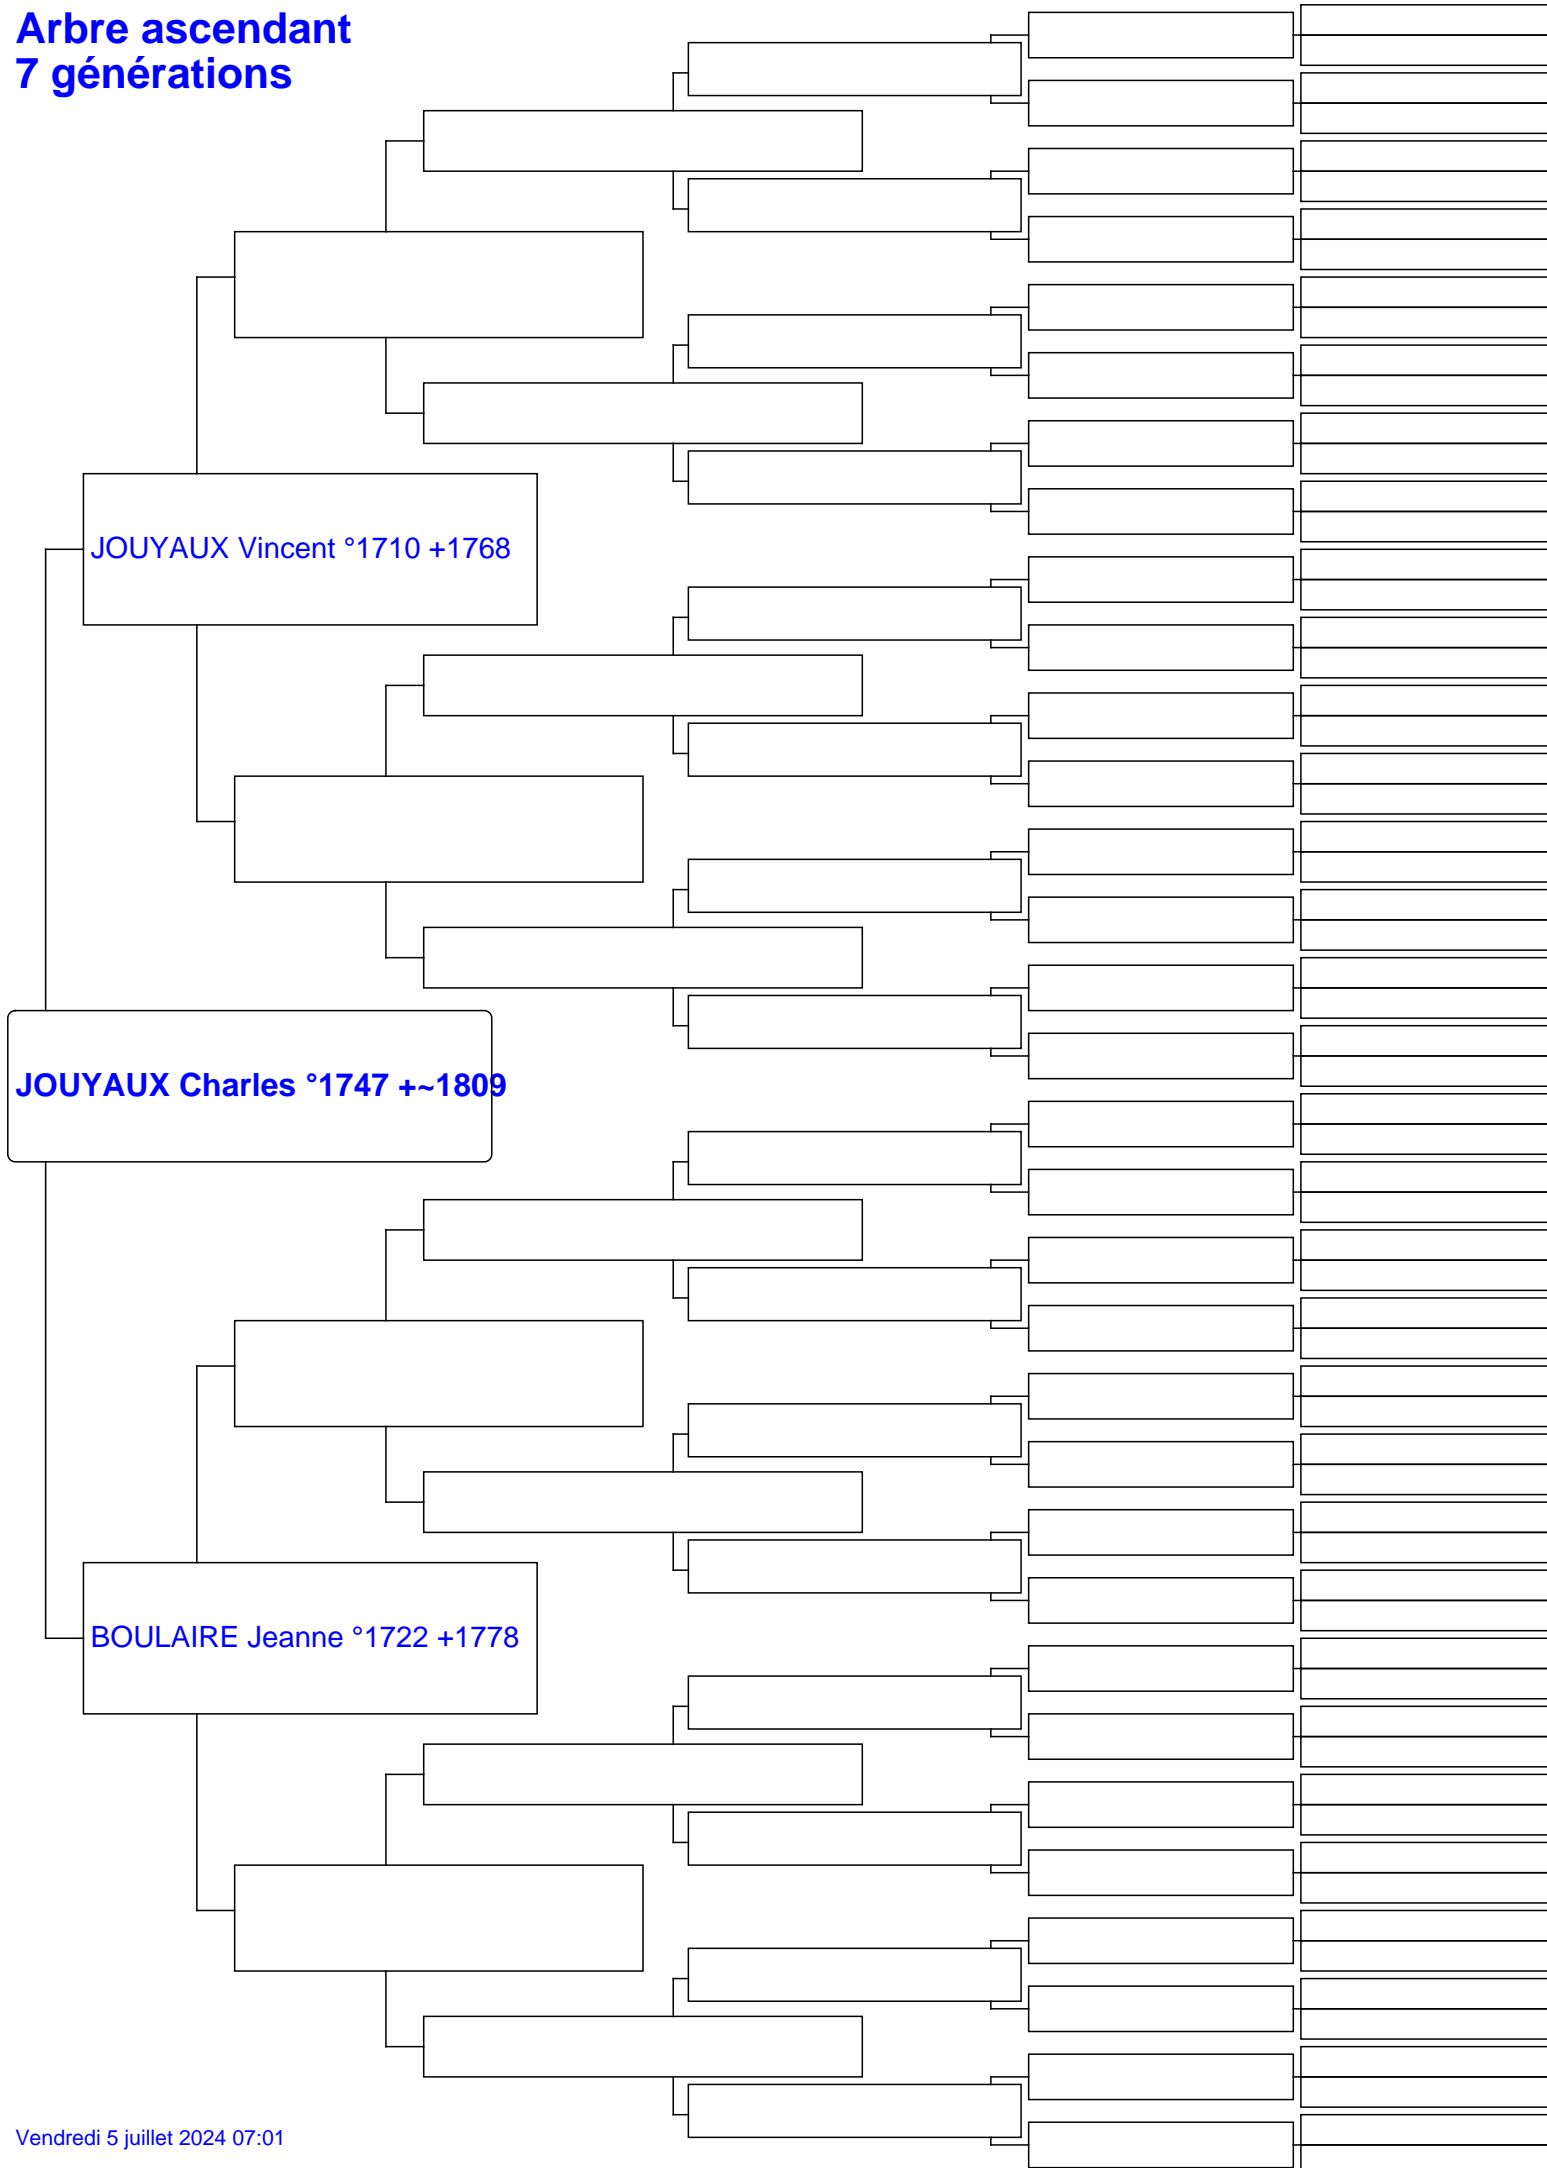 Arbre ascendant
7 générations
JOUYAUX Vincent °1710 +1768
JOUYAUX Charles °1747 +~1809
BOULAIRE Jeanne °1722 +1778
Vendredi 5 juillet 2024 07:01